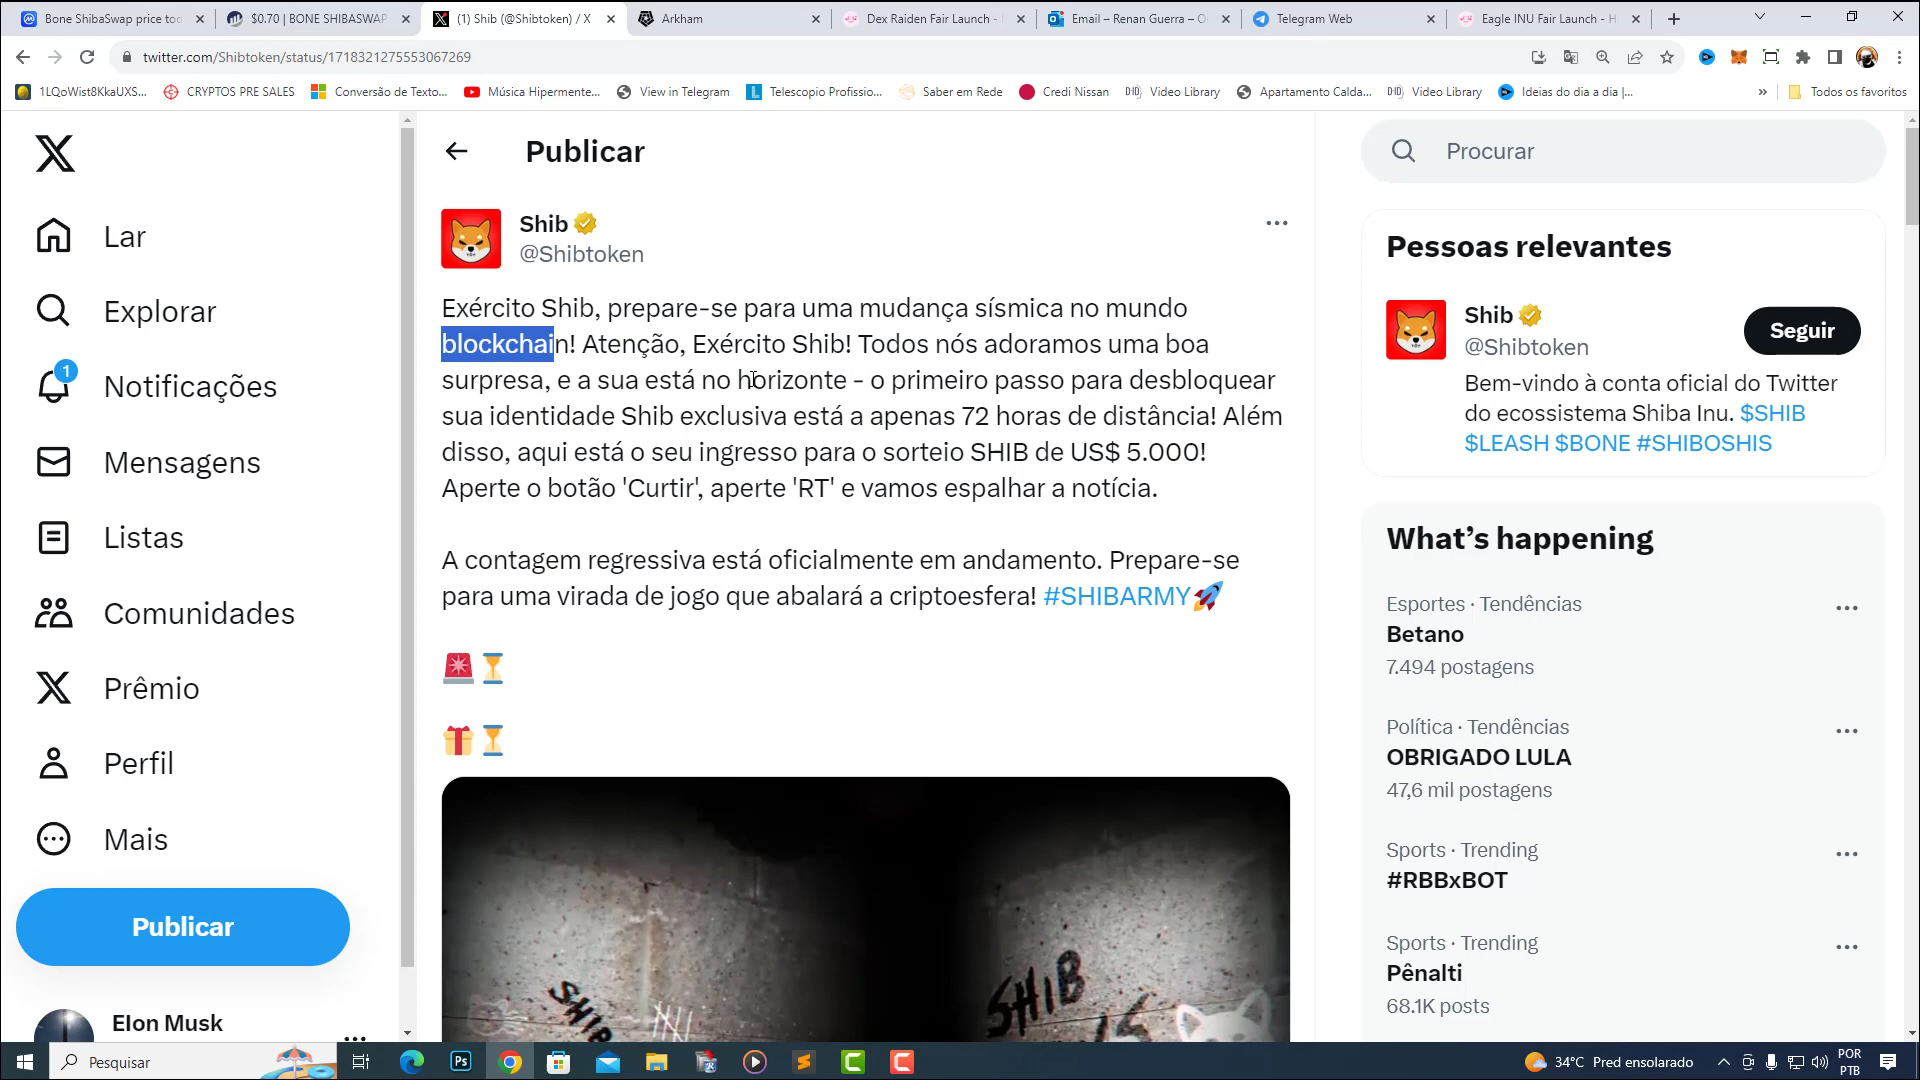 Bone ShibaSwap price too
$0.70 | BONE SHIBASWAP
(1) Shib (@Shibtoken) / X
Arkham
Dex Raiden Fair Launch -
Email – Renan Guerra – O
Telegram Web
Eagle INU Fair Launch - H
twitter.com/Shibtoken/status/1718321275553067269
1LQoWist8KkaUXS...
CRYPTOS PRE SALES
Conversão de Texto...
Música Hipermente...
View in Telegram
Telescopio Profissio...
Saber em Rede
Credi Nissan
Video Library
Apartamento Calda...
Video Library
Ideias do dia a dia |...
»
Todos os favoritos
Lar
Explorar
1
Notificações
Mensagens
Listas
Comunidades
Prêmio
Perfil
Mais
Publicar
Elon Musk
Publicar
Shib
@Shibtoken
Exército Shib, prepare-se para uma mudança sísmica no mundo
blockchain! Atenção, Exército Shib! Todos nós adoramos uma boa
surpresa, e a sua está no horizonte - o primeiro passo para desbloquear
sua identidade Shib exclusiva está a apenas 72 horas de distância! Além
disso, aqui está o seu ingresso para o sorteio SHIB de US$ 5.000!
Aperte o botão 'Curtir', aperte 'RT' e vamos espalhar a notícia.
A contagem regressiva está oficialmente em andamento. Prepare-se
para uma virada de jogo que abalará a criptoesfera! #SHIBARMY🚀
🚨⏳
🎁⏳
SHIB
SHIB
Procurar
Pessoas relevantes
Shib
@Shibtoken
Seguir
Bem-vindo à conta oficial do Twitter
do ecossistema Shiba Inu. $SHIB
$LEASH $BONE #SHIBOSHIS
What's happening
Esportes · Tendências
Betano
7.494 postagens
Política · Tendências
OBRIGADO LULA
47,6 mil postagens
Sports · Trending
#RBBxBOT
Sports · Trending
Pênalti
68.1K posts
Pesquisar
34°C Pred ensolarado
POR
PTB